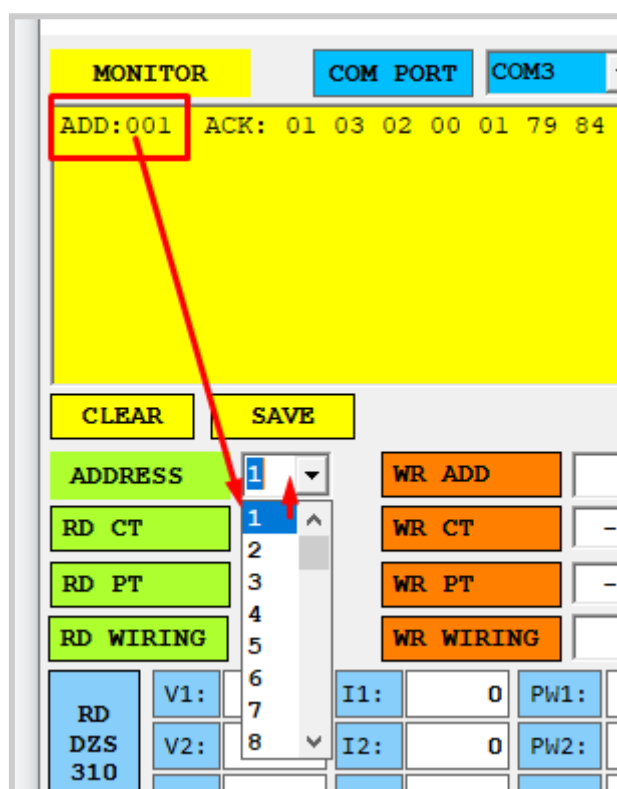 MONITOR COM PORT COM3
ADD:001 ACK: 01 03 02 00 01 79 84
CLEAR SAVE
ADDRESS 1 WR ADD
RD CT 1 WR CT -
2
RD PT 3 WR PT -
4
RD WIRING 5 WR WIRING
6
RD DZS 310 V1: 7 I1: 0 PW1:
V2: 8 I2: 0 PW2: